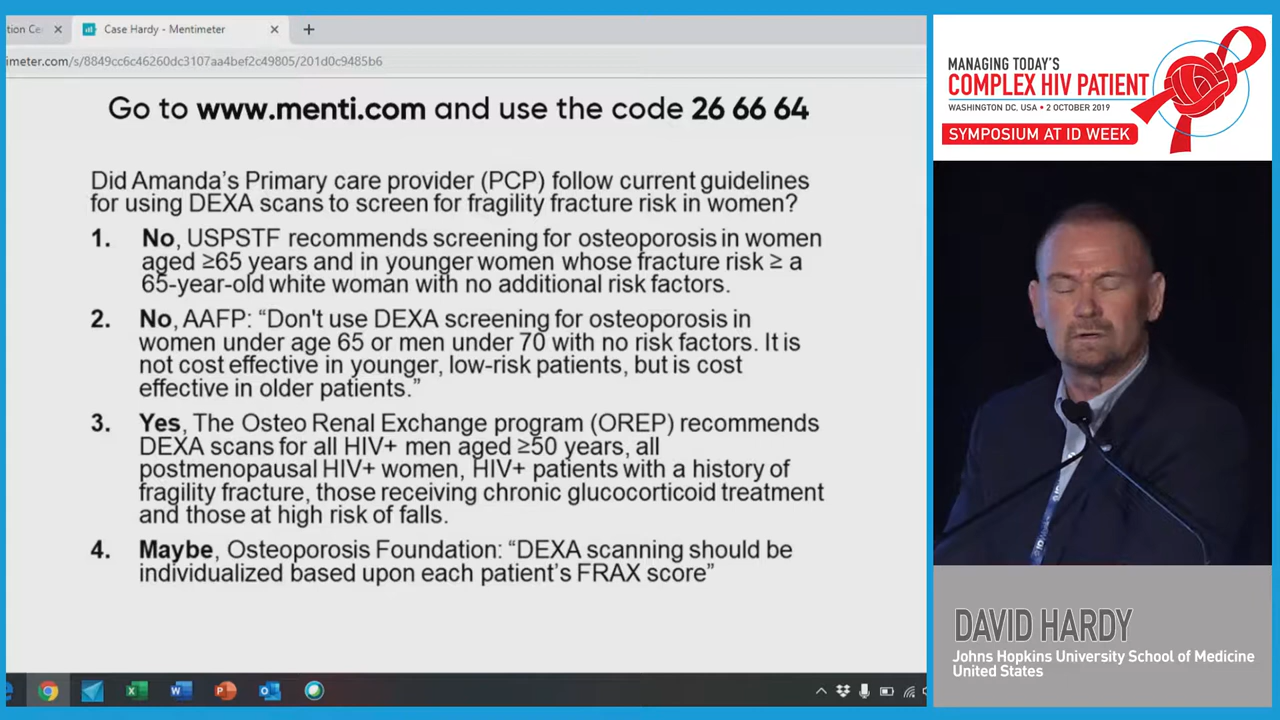 tion Ce
Case Hardy - Mentimeter
imeter.com/s/8849cc6c46260dc3107aa4bef2c49805/201d0c9485b6
Go to www.menti.com and use the code 26 66 64
Did Amanda's Primary care provider (PCP) follow current guidelines
for using DEXA scans to screen for fragility fracture risk in women?
1. No, USPSTF recommends screening for osteoporosis in women
aged ≥65 years and in younger women whose fracture risk ≥ a
65-year-old white woman with no additional risk factors.
2. No, AAFP: “Don't use DEXA screening for osteoporosis in
women under age 65 or men under 70 with no risk factors. It is
not cost effective in younger, low-risk patients, but is cost
effective in older patients.”
3. Yes, The Osteo Renal Exchange program (OREP) recommends
DEXA scans for all HIV+ men aged ≥50 years, all
postmenopausal HIV+ women, HIV+ patients with a history of
fragility fracture, those receiving chronic glucocorticoid treatment
and those at high risk of falls.
4. Maybe, Osteoporosis Foundation: “DEXA scanning should be
individualized based upon each patient's FRAX score”
MANAGING TODAY'S
COMPLEX HIV PATIENT
WASHINGTON DC, USA • 2 OCTOBER 2019
SYMPOSIUM AT ID WEEK
DAVID HARDY
Johns Hopkins University School of Medicine
United States